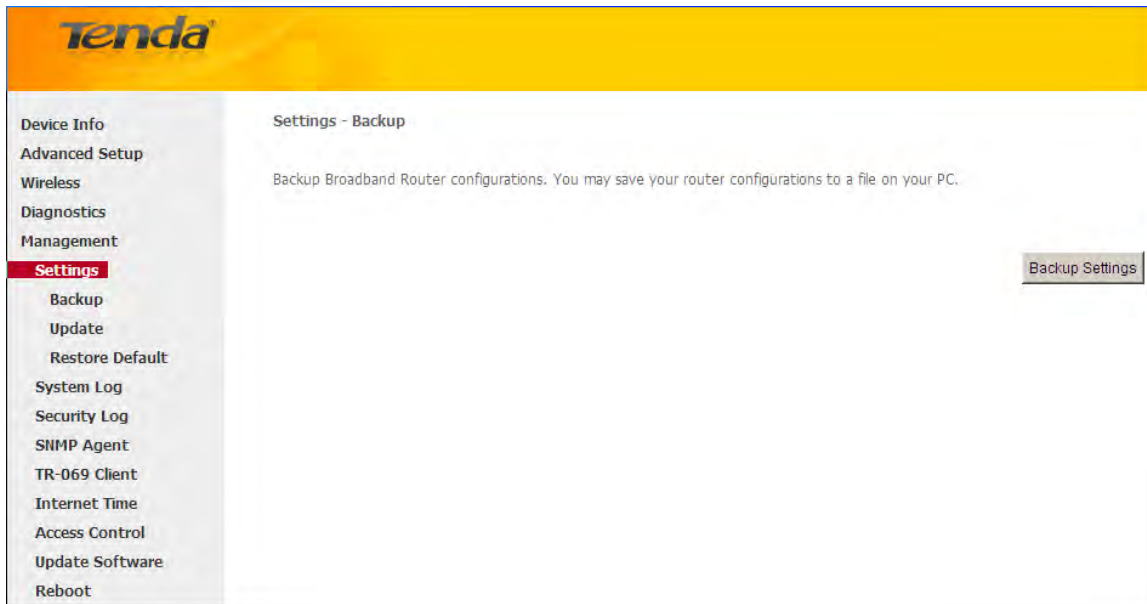 Tenda®
Device Info
Advanced Setup
Wireless
Diagnostics
Management
Settings
Backup
Update
Restore Default
System Log
Security Log
SNMP Agent
TR-069 Client
Internet Time
Access Control
Update Software
Reboot
Settings - Backup
Backup Broadband Router configurations. You may save your router configurations to a file on your PC.
Backup Settings